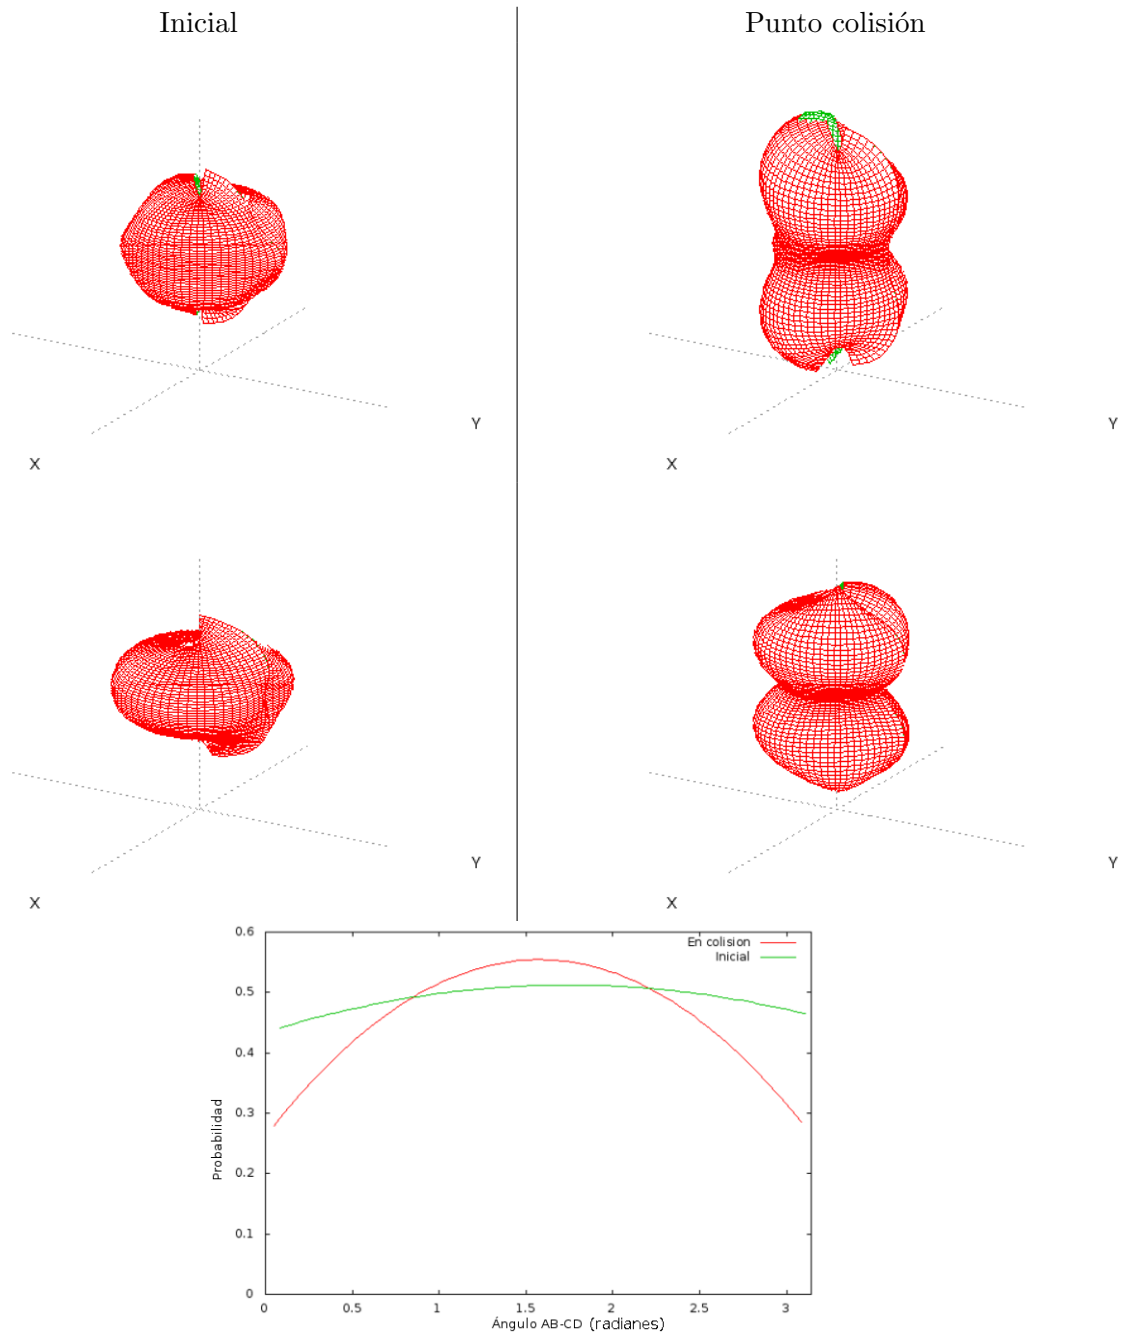 Inicial
Punto colisión
Y
X
Y
X
Y
X
Y
X
0.6
0.5
0.4
0.3
0.2
0.1
0
Probabilidad
En colision
Inicial
0 0.5 1 1.5 2 2.5 3
Ángulo AB-CD (radianes)